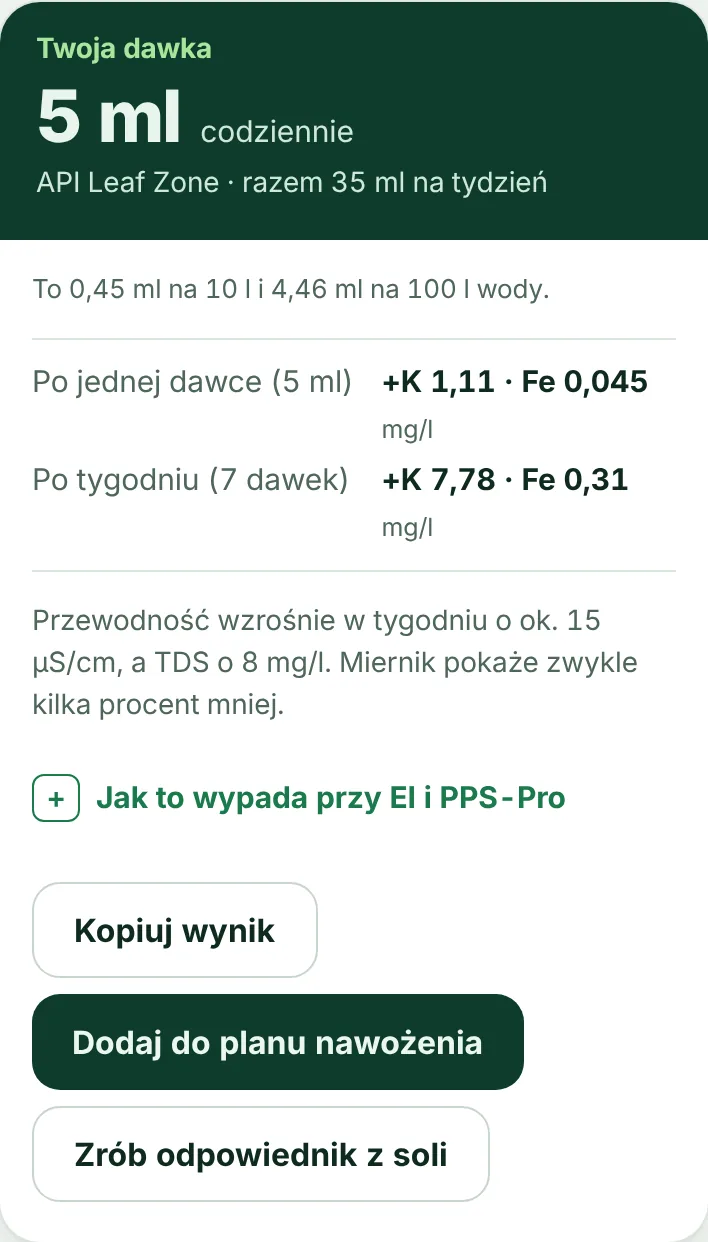 Twoja dawka
5 ml codziennie
API Leaf Zone · razem 35 ml na tydzień
To 0,45 ml na 10 l i 4,46 ml na 100 l wody.
Po jednej dawce (5 ml) +K 1,11 · Fe 0,045
mg/l
Po tygodniu (7 dawek) +K 7,78 · Fe 0,31
mg/l
Przewodność wzrośnie w tygodniu o ok. 15
µS/cm, a TDS o 8 mg/l. Miernik pokaże zwykle
kilka procent mniej.
+ Jak to wypada przy EI i PPS-Pro
Kopiuj wynik
Dodaj do planu nawożenia
Zrób odpowiednik z soli